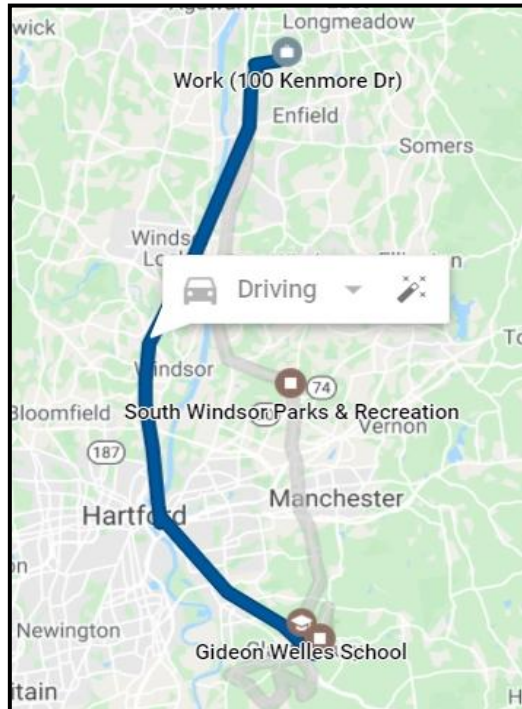 Longmeadow
Work (100 Kenmore Dr)
Enfield
Somers
Driving
Windsor
74
South Windsor Parks & Recreation
Bloomfield
Vernon
187
Manchester
Hartford
Newington
Gideon Welles School